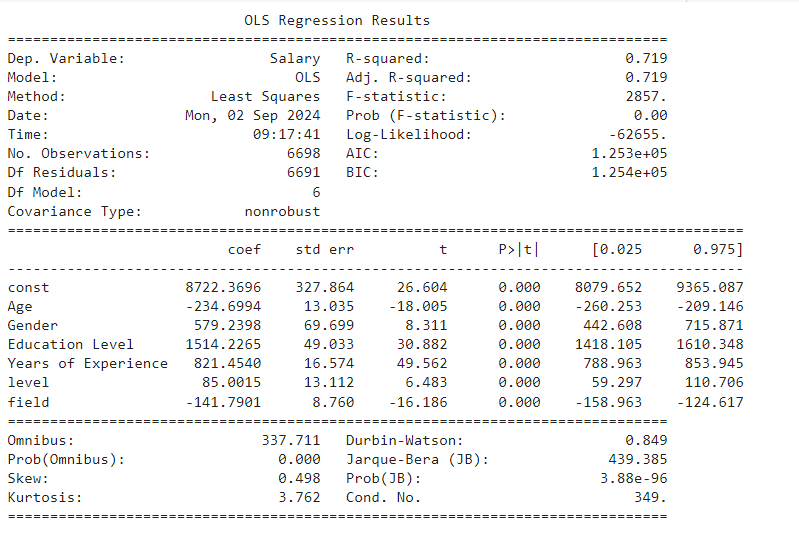 OLS Regression Results
==============================================================================
Dep. Variable: Salary R-squared: 0.719
Model: OLS Adj. R-squared: 0.719
Method: Least Squares F-statistic: 2857.
Date: Mon, 02 Sep 2024 Prob (F-statistic): 0.00
Time: 09:17:41 Log-Likelihood: -62655.
No. Observations: 6698 AIC: 1.253e+05
Df Residuals: 6691 BIC: 1.254e+05
Df Model: 6
Covariance Type: nonrobust
=======================================================================================
coef std err t P>|t| [0.025 0.975]
---------------------------------------------------------------------------------------
const 8722.3696 327.864 26.604 0.000 8079.652 9365.087
Age -234.6994 13.035 -18.005 0.000 -260.253 -209.146
Gender 579.2398 69.699 8.311 0.000 442.608 715.871
Education Level 1514.2265 49.033 30.882 0.000 1418.105 1610.348
Years of Experience 821.4540 16.574 49.562 0.000 788.963 853.945
level 85.0015 13.112 6.483 0.000 59.297 110.706
field -141.7901 8.760 -16.186 0.000 -158.963 -124.617
==============================================================================
Omnibus: 337.711 Durbin-Watson: 0.849
Prob(Omnibus): 0.000 Jarque-Bera (JB): 439.385
Skew: 0.498 Prob(JB): 3.88e-96
Kurtosis: 3.762 Cond. No. 349.
==============================================================================